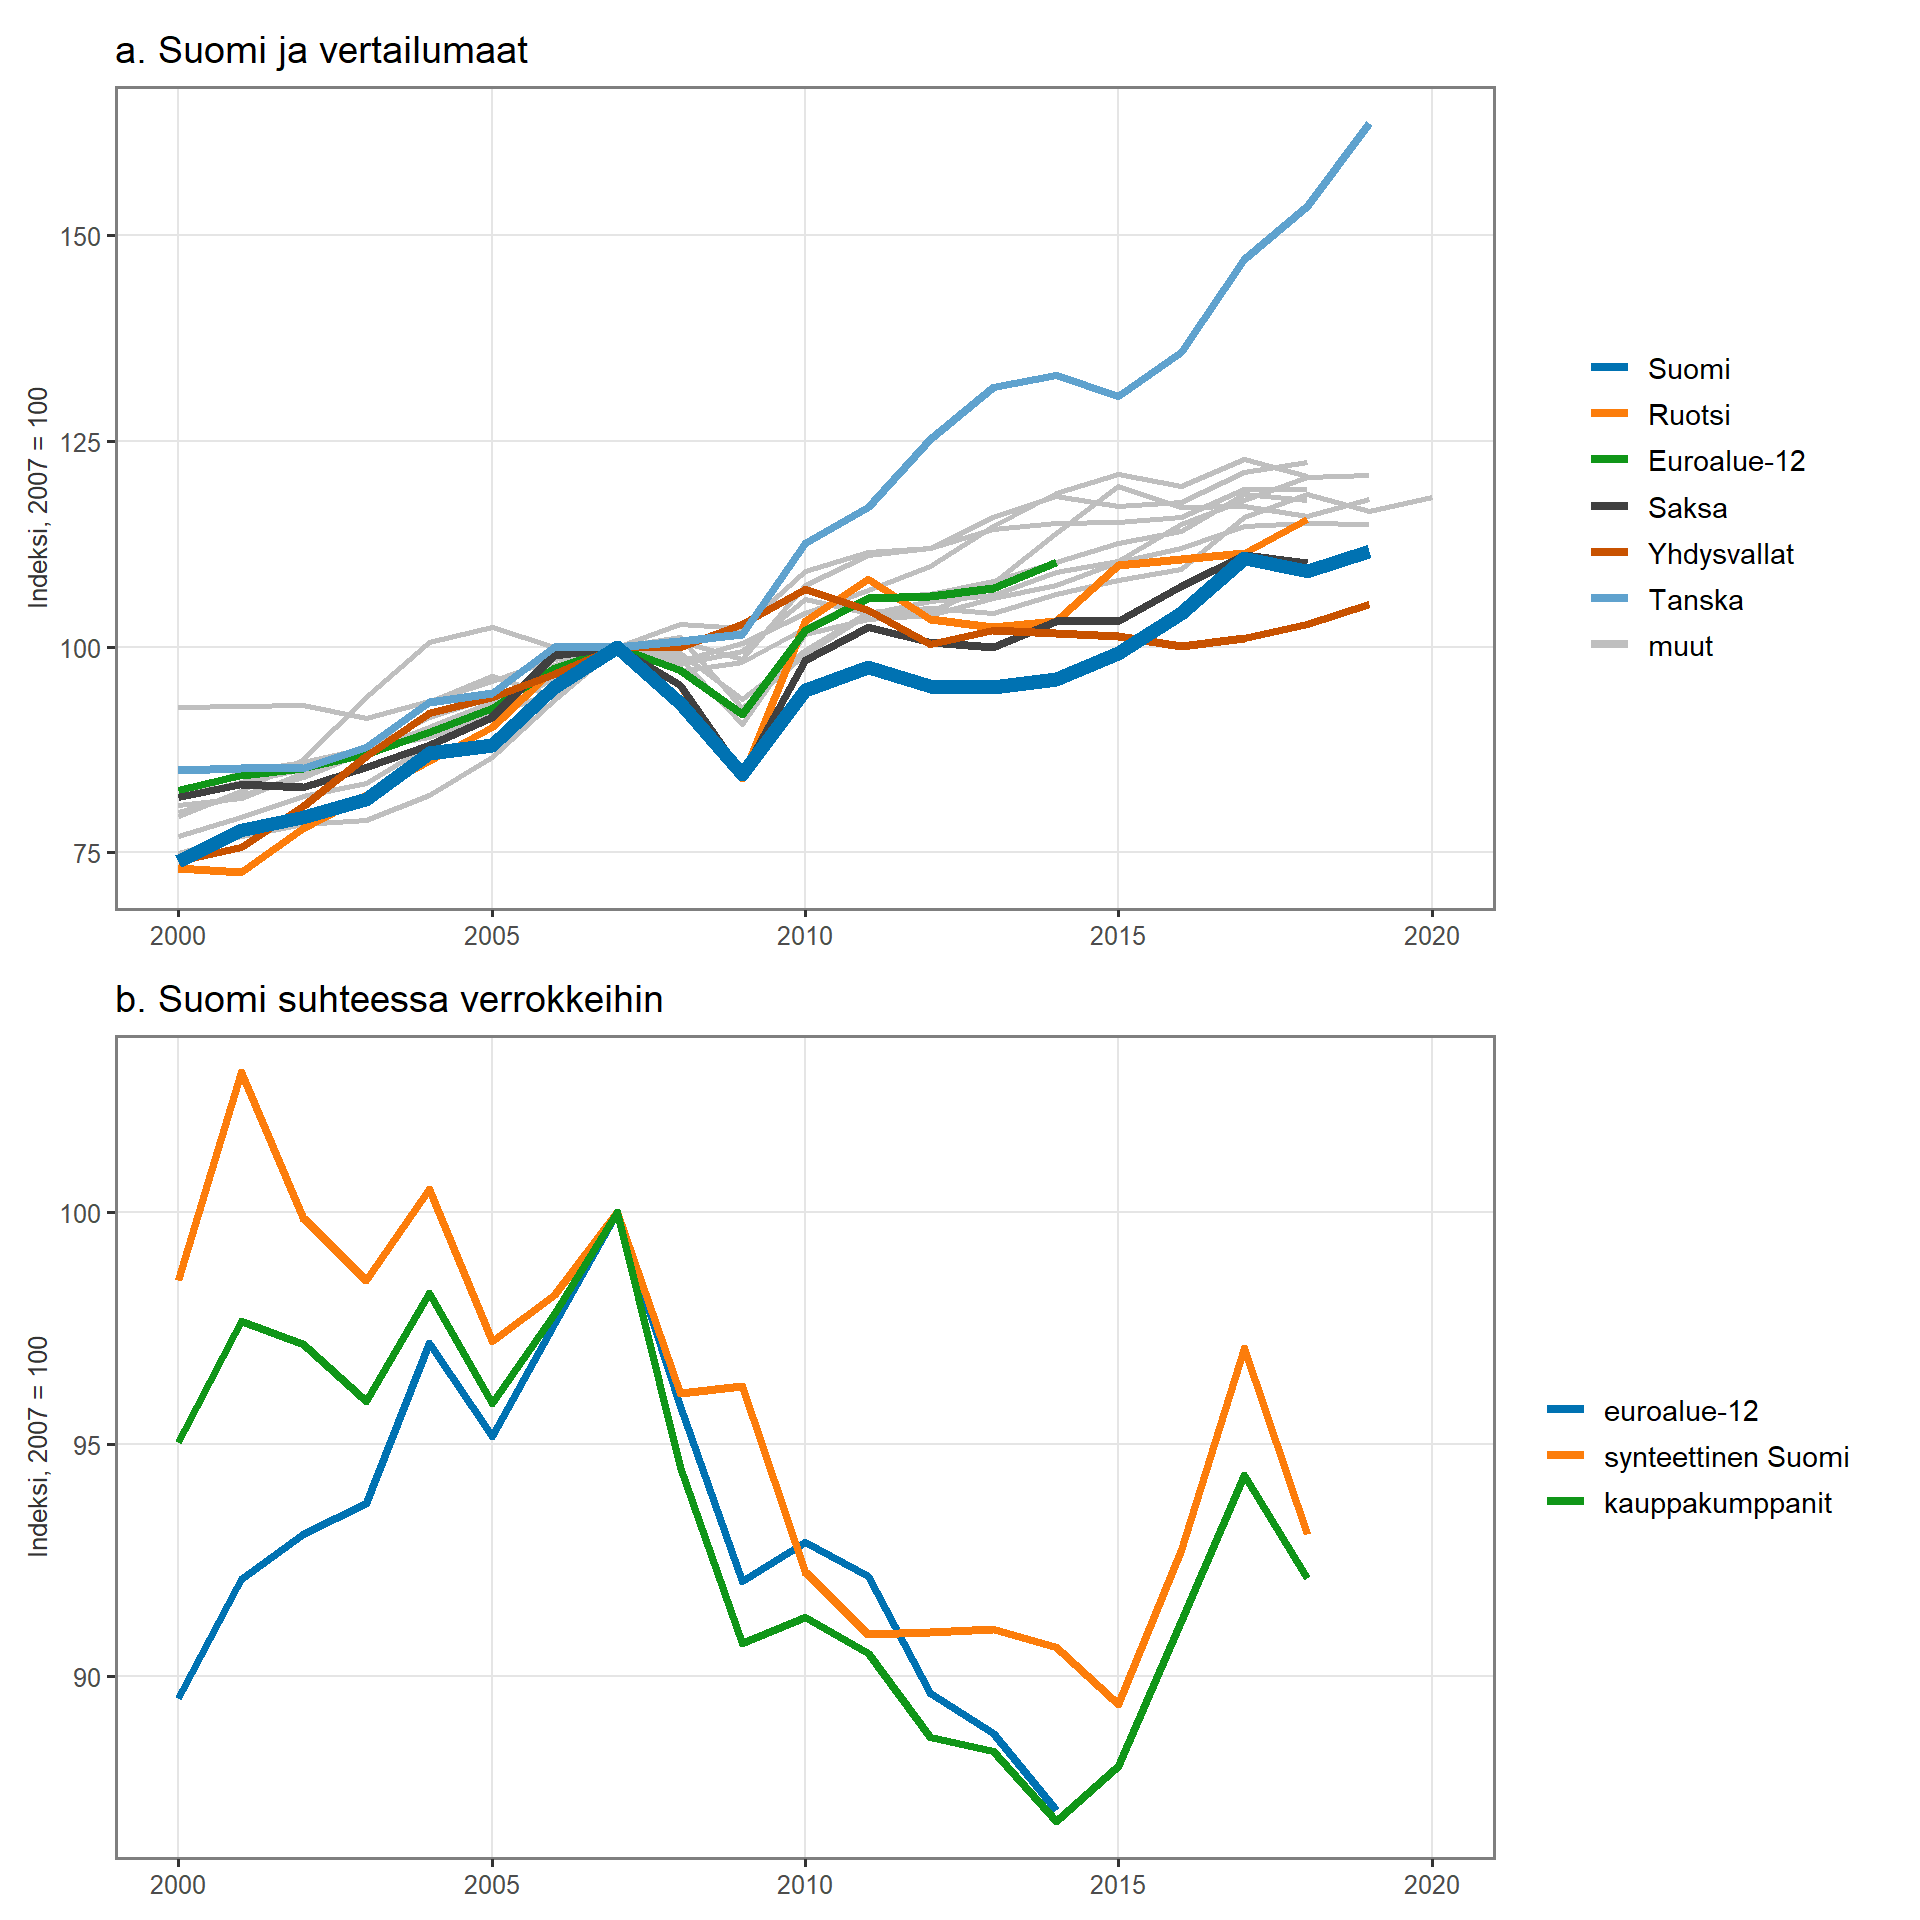 a. Suomi ja vertailumaat
Indeksi, 2007 = 100
150
125
100
75
2000 2005 2010 2015 2020
Suomi
Ruotsi
Euroalue-12
Saksa
Yhdysvallat
Tanska
muut
b. Suomi suhteessa verrokkeihin
Indeksi, 2007 = 100
100
95
90
2000 2005 2010 2015 2020
euroalue-12
synteettinen Suomi
kauppakumppanit